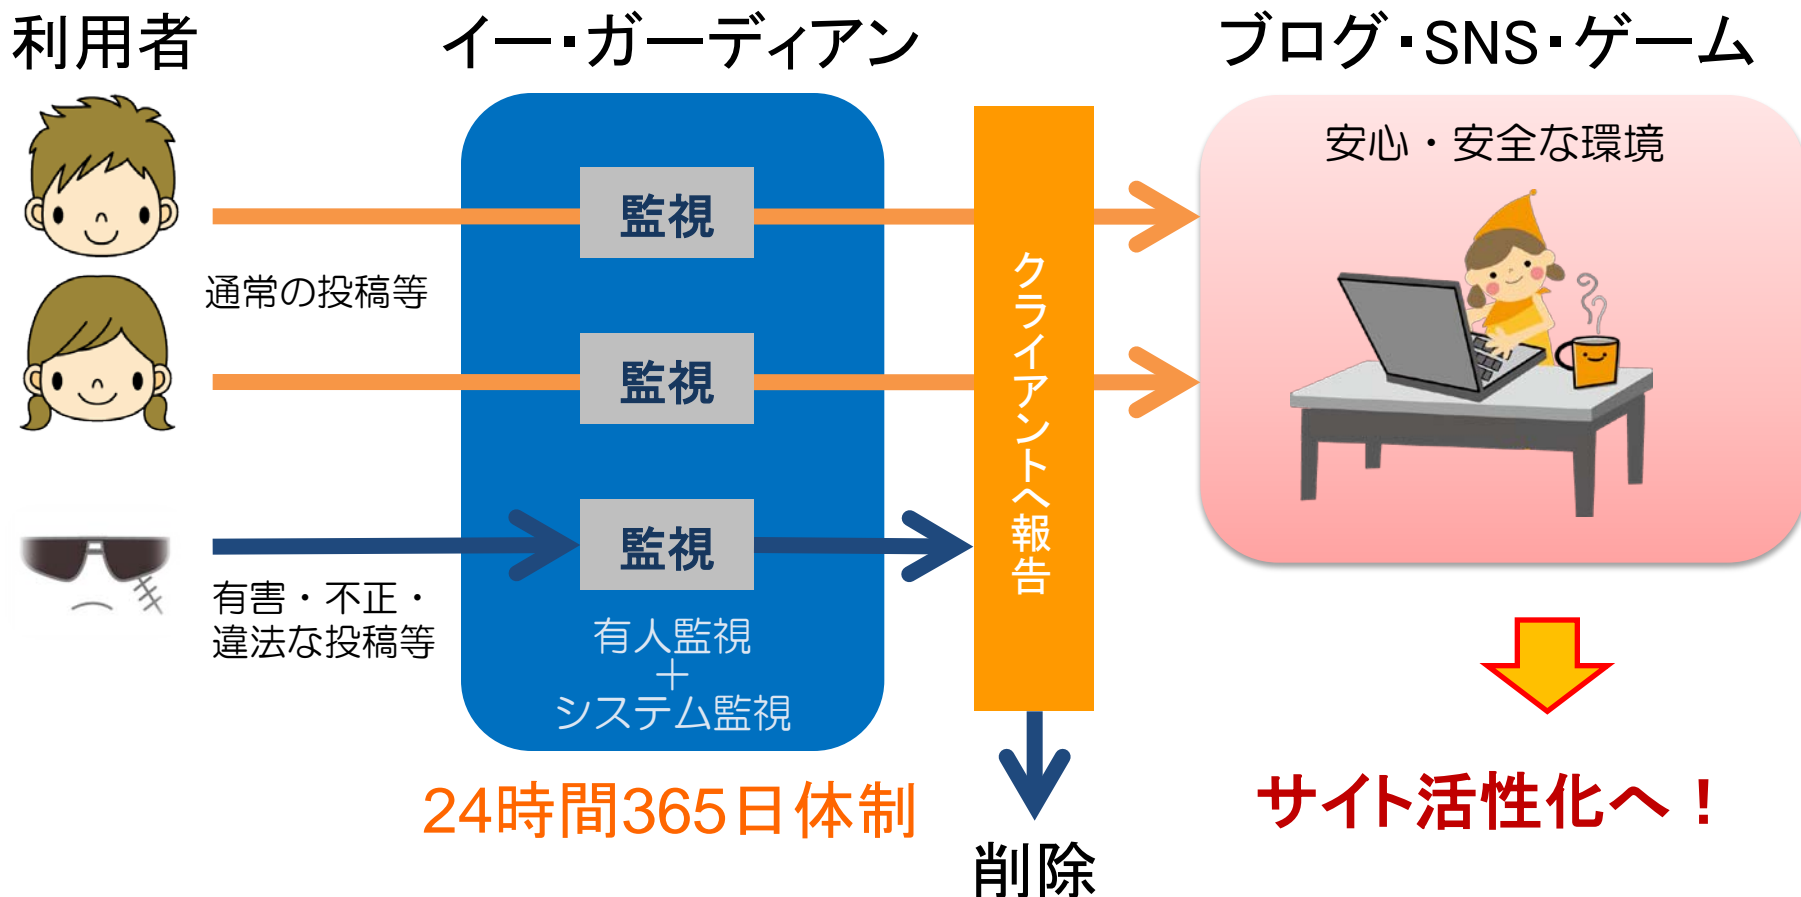 利用者
イー・ガーディアン
ブログ・SNS・ゲーム
安心・安全な環境
監視
通常の投稿等
監視
クライアントへ報告
監視
有害・不正・
違法な投稿等
有人監視
＋
システム監視
24時間365日体制
サイト活性化へ！
削除